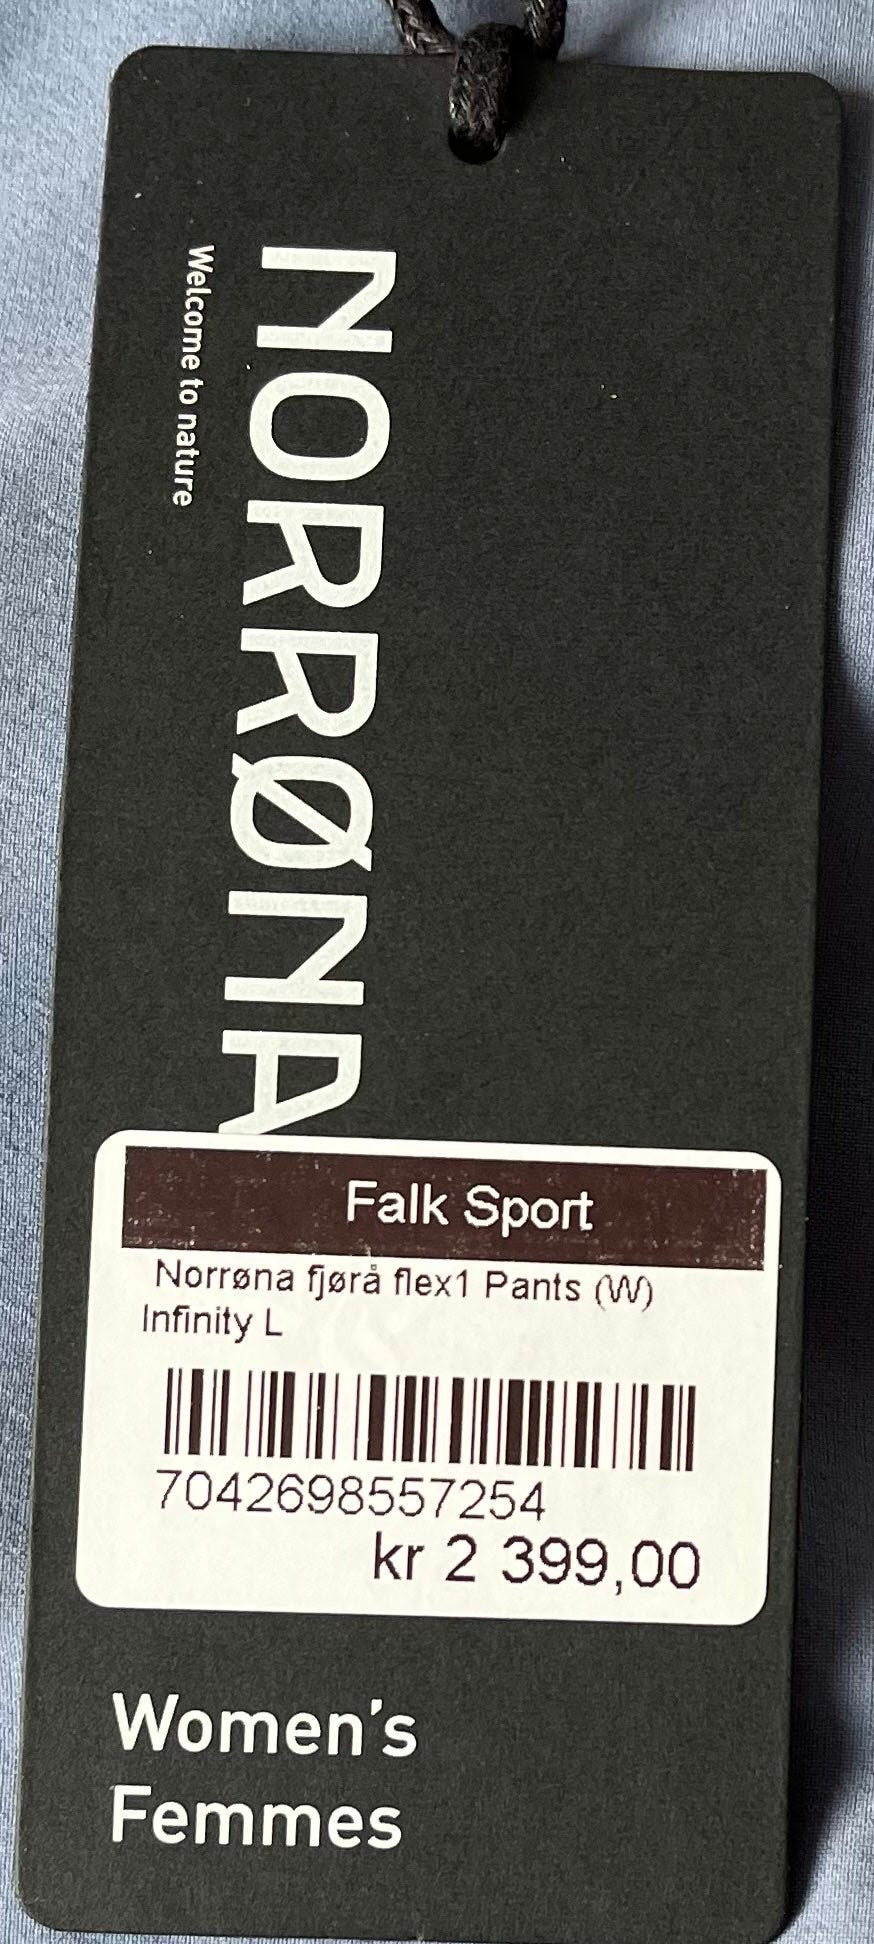 NORRØNA
Welcome to nature
Falk Sport
Norrøna fjørå flex1 Pants (W)
Infinity L
7042698557254
kr 2 399,00
Women's
Femmes